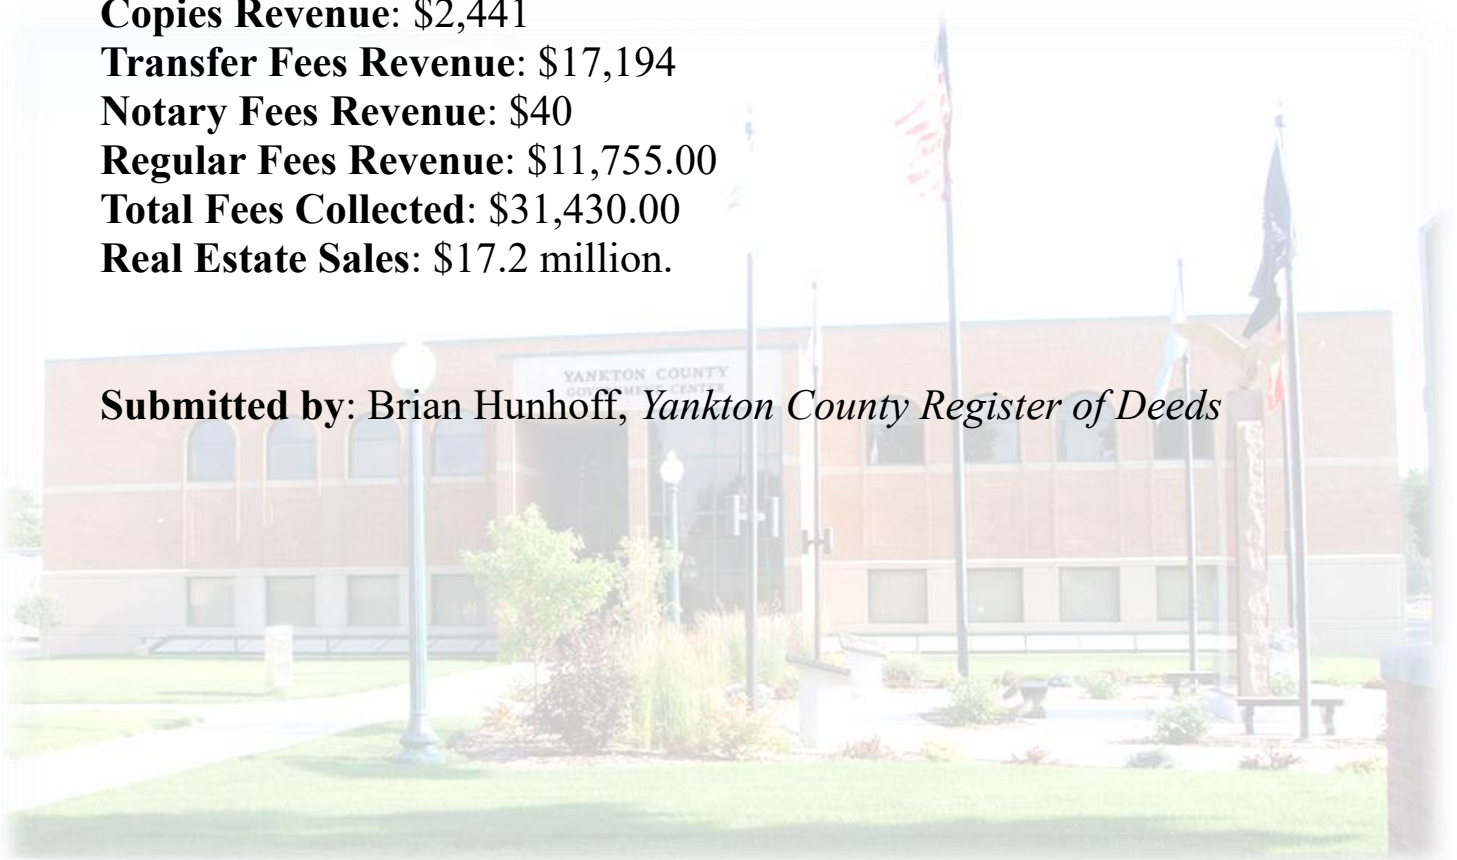 Copies Revenue: $2,441
Transfer Fees Revenue: $17,194
Notary Fees Revenue: $40
Regular Fees Revenue: $11,755.00
Total Fees Collected: $31,430.00
Real Estate Sales: $17.2 million.
YANKTON COUNTY
GOVERNMENT CENTER
Submitted by: Brian Hunhoff, Yankton County Register of Deeds